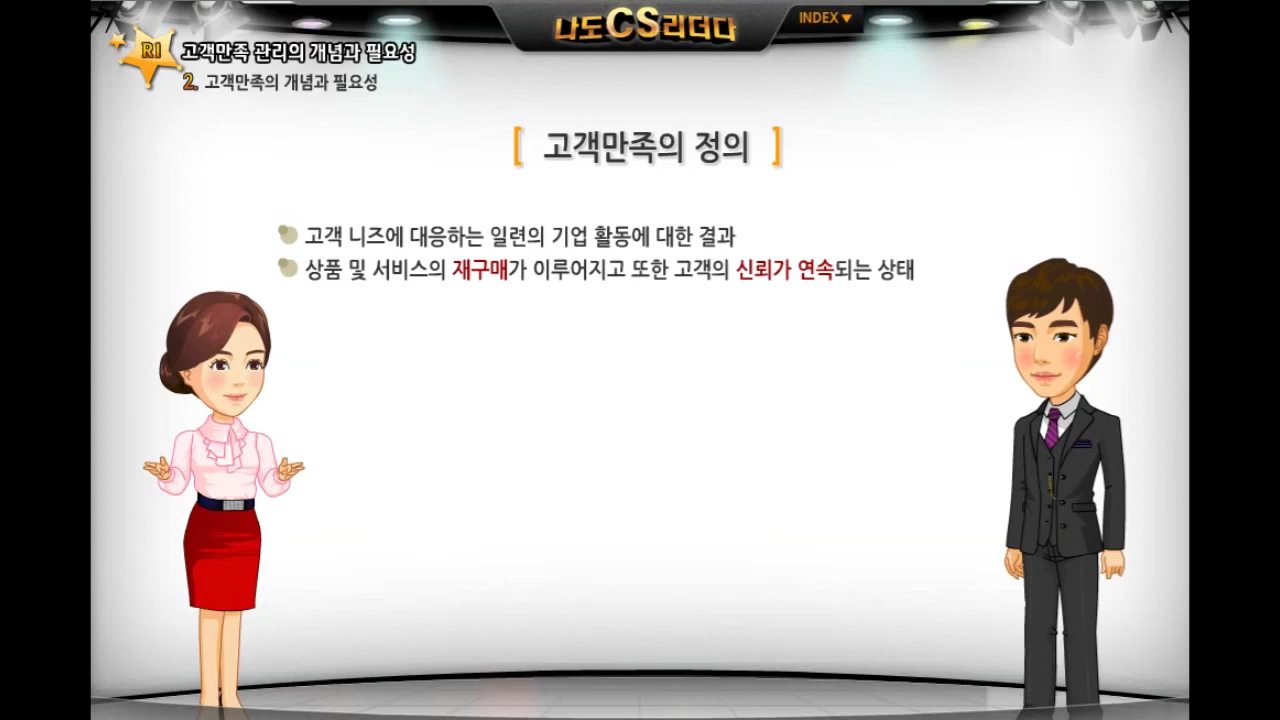 나도CS리더다
INDEX ▼
R1 고객만족 관리의 개념과 필요성
2. 고객만족의 개념과 필요성
[ 고객만족의 정의 ]
고객 니즈에 대응하는 일련의 기업 활동에 대한 결과
상품 및 서비스의 재구매가 이루어지고 또한 고객의 신뢰가 연속되는 상태